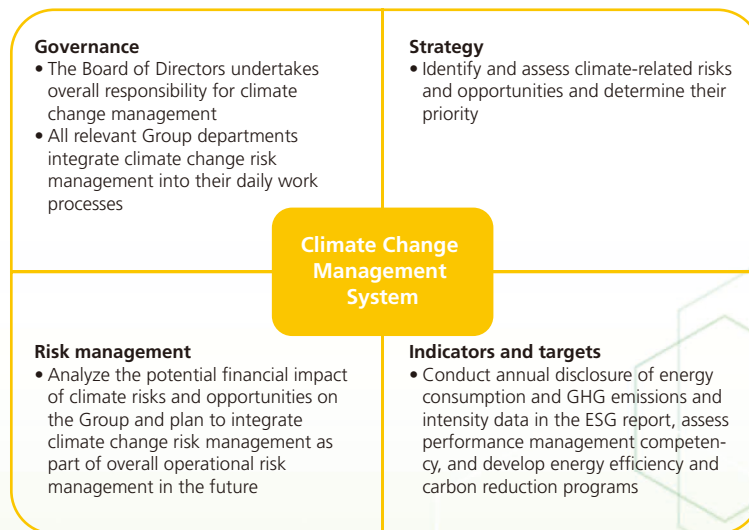 Governance
• The Board of Directors undertakes
overall responsibility for climate
change management
• All relevant Group departments
integrate climate change risk
management into their daily work
processes
Strategy
• Identify and assess climate-related risks
and opportunities and determine their
priority
Climate Change
Management
System
Risk management
• Analyze the potential financial impact
of climate risks and opportunities on
the Group and plan to integrate
climate change risk management as
part of overall operational risk
management in the future
Indicators and targets
• Conduct annual disclosure of energy
consumption and GHG emissions and
intensity data in the ESG report, assess
performance management competen-
cy, and develop energy efficiency and
carbon reduction programs